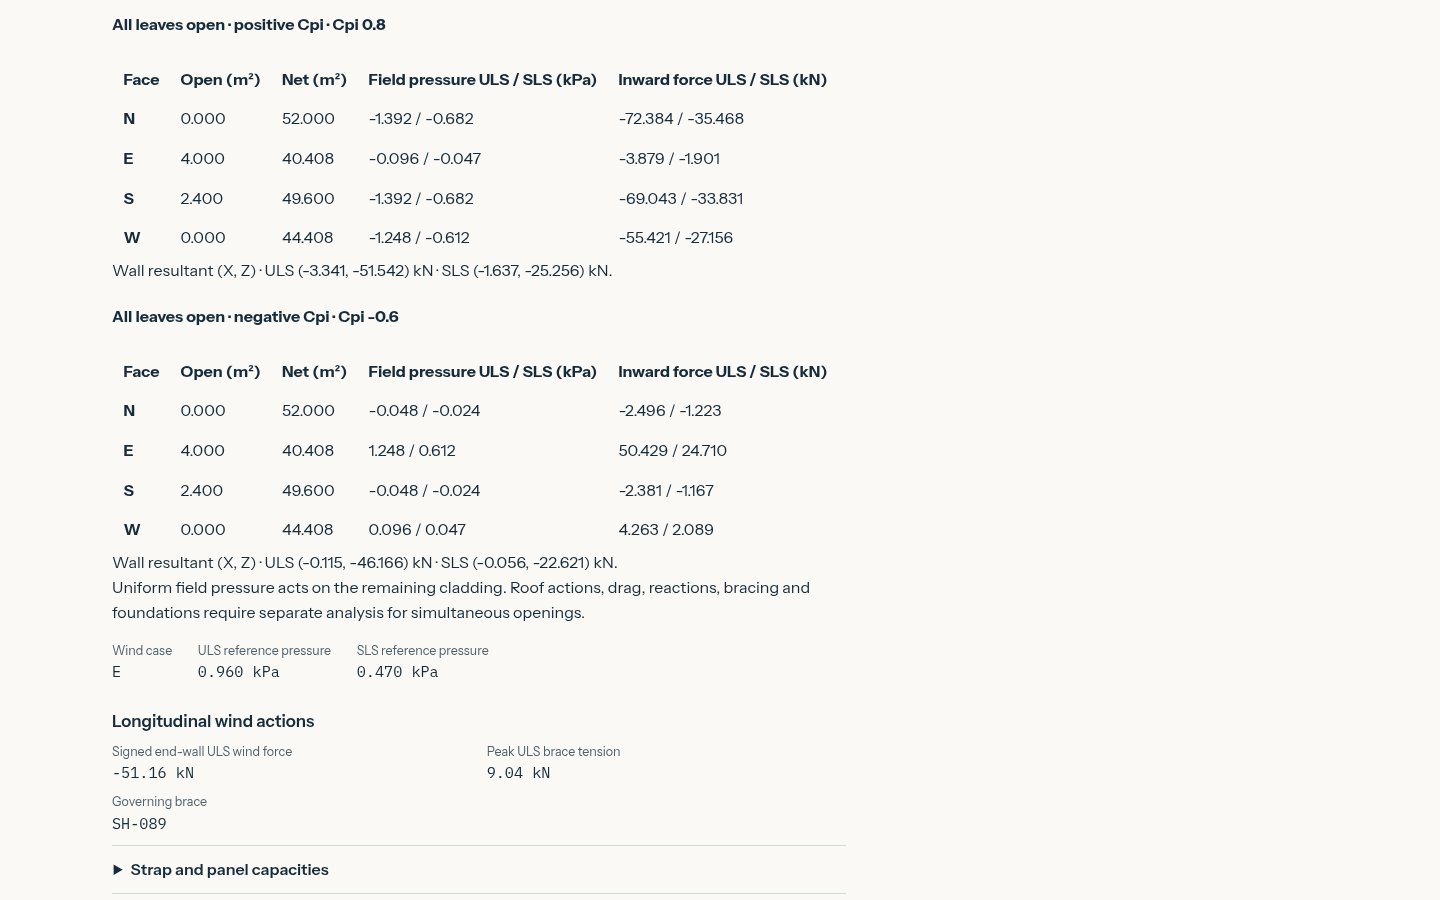 All leaves open · positive Cpi · Cpi 0.8
Face Open (m²) Net (m²) Field pressure ULS / SLS (kPa) Inward force ULS / SLS (kN)
N 0.000 52.000 -1.392 / -0.682 -72.384 / -35.468
E 4.000 40.408 -0.096 / -0.047 -3.879 / -1.901
S 2.400 49.600 -1.392 / -0.682 -69.043 / -33.831
W 0.000 44.408 -1.248 / -0.612 -55.421 / -27.156
Wall resultant (X, Z) · ULS (-3.341, -51.542) kN · SLS (-1.637, -25.256) kN.
All leaves open · negative Cpi · Cpi -0.6
Face Open (m²) Net (m²) Field pressure ULS / SLS (kPa) Inward force ULS / SLS (kN)
N 0.000 52.000 -0.048 / -0.024 -2.496 / -1.223
E 4.000 40.408 1.248 / 0.612 50.429 / 24.710
S 2.400 49.600 -0.048 / -0.024 -2.381 / -1.167
W 0.000 44.408 0.096 / 0.047 4.263 / 2.089
Wall resultant (X, Z) · ULS (-0.115, -46.166) kN · SLS (-0.056, -22.621) kN.
Uniform field pressure acts on the remaining cladding. Roof actions, drag, reactions, bracing and
foundations require separate analysis for simultaneous openings.
Wind case ULS reference pressure SLS reference pressure
E 0.960 kPa 0.470 kPa
Longitudinal wind actions
Signed end-wall ULS wind force Peak ULS brace tension
-51.16 kN 9.04 kN
Governing brace
SH-089
Strap and panel capacities